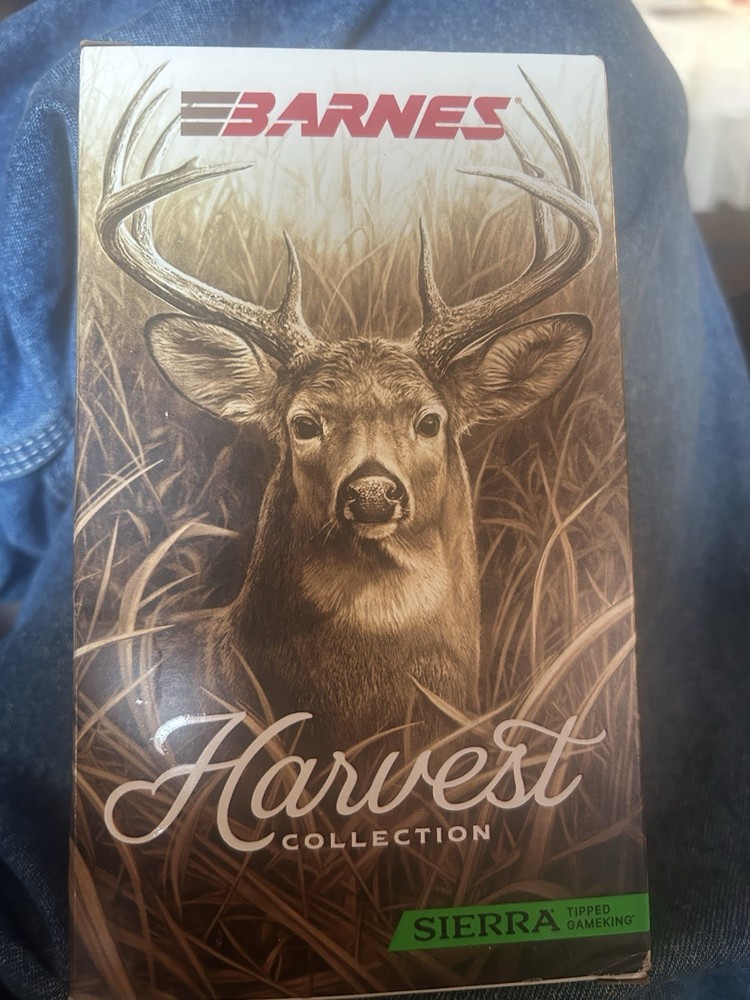 BARNES®
Harvest
COLLECTION
SIERRA® TIPPED
GAMEKING®